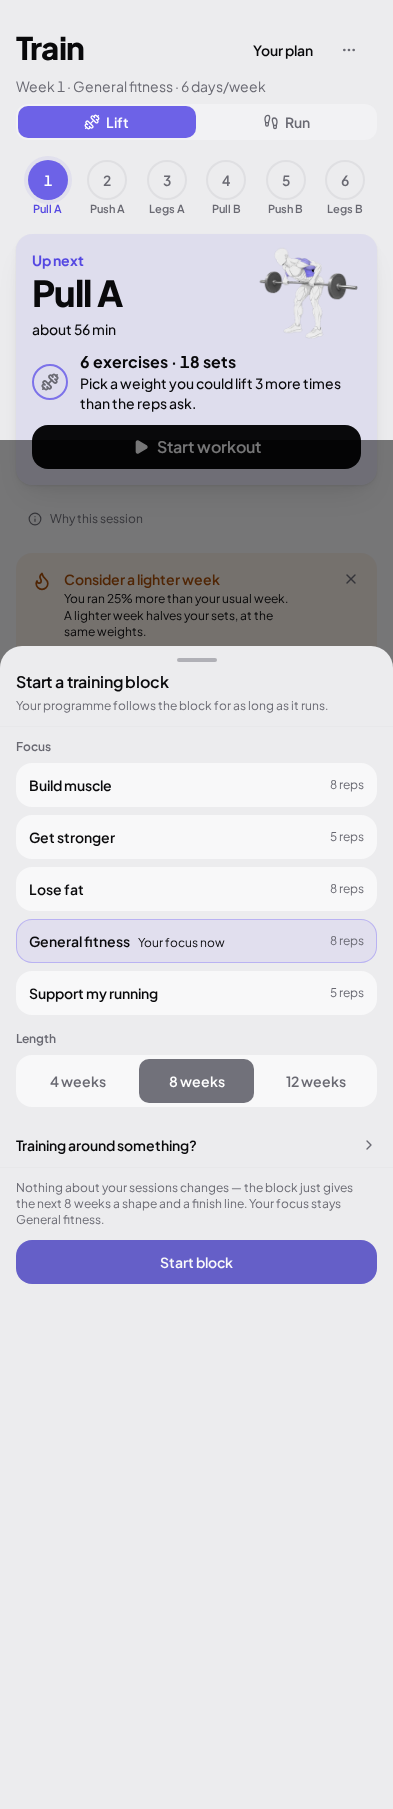 Train
Your plan
Week 1 · General fitness · 6 days/week
Lift
Run
1
2
3
4
5
6
Pull A
Push A
Legs A
Pull B
Push B
Legs B
Up next
Pull A
about 56 min
6 exercises · 18 sets
Pick a weight you could lift 3 more times
than the reps ask.
Start workout
Why this session
Consider a lighter week
You ran 25% more than your usual week.
A lighter week halves your sets, at the
same weights.
Start a training block
Your programme follows the block for as long as it runs.
Focus
Build muscle 8 reps
Get stronger 5 reps
Lose fat 8 reps
General fitness Your focus now 8 reps
Support my running 5 reps
Length
4 weeks
8 weeks
12 weeks
Training around something?
Nothing about your sessions changes — the block just gives
the next 8 weeks a shape and a finish line. Your focus stays
General fitness.
Start block